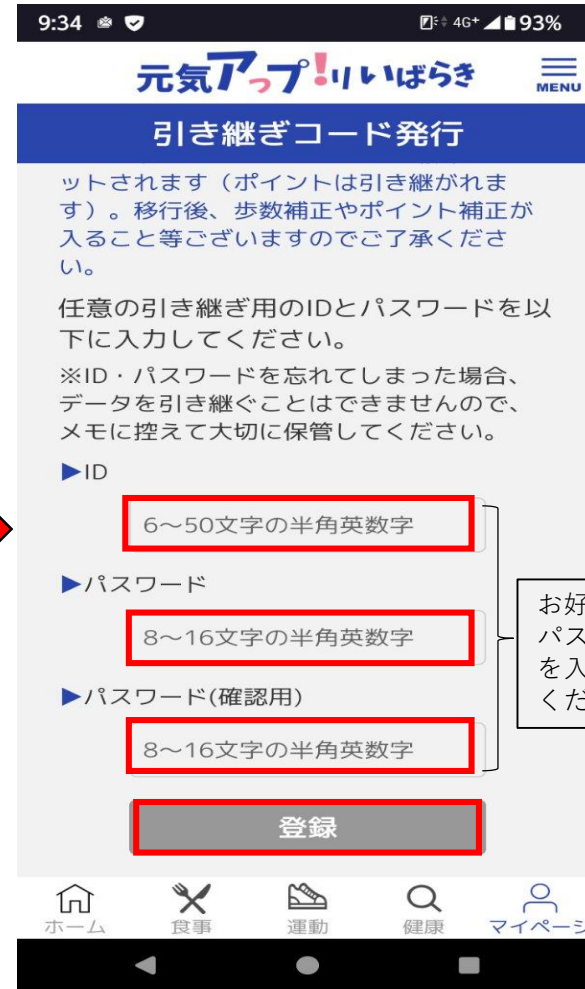 9:34 4G+ 93%
元気アっプ!リいばらき
MENU
引き継ぎコード発行
ットされます（ポイントは引き継がれま
す）。移行後、歩数補正やポイント補正が
入ること等ございますのでご了承くださ
い。
任意の引き継ぎ用のIDとパスワードを以
下に入力してください。
※ID・パスワードを忘れてしまった場合、
データを引き継ぐことはできませんので、
メモに控えて大切に保管してください。
▶ID
6～50文字の半角英数字
▶パスワード
8～16文字の半角英数字
お好
パス
を入
くだ
▶パスワード(確認用)
8～16文字の半角英数字
登録
ホーム 食事 運動 健康 マイページ